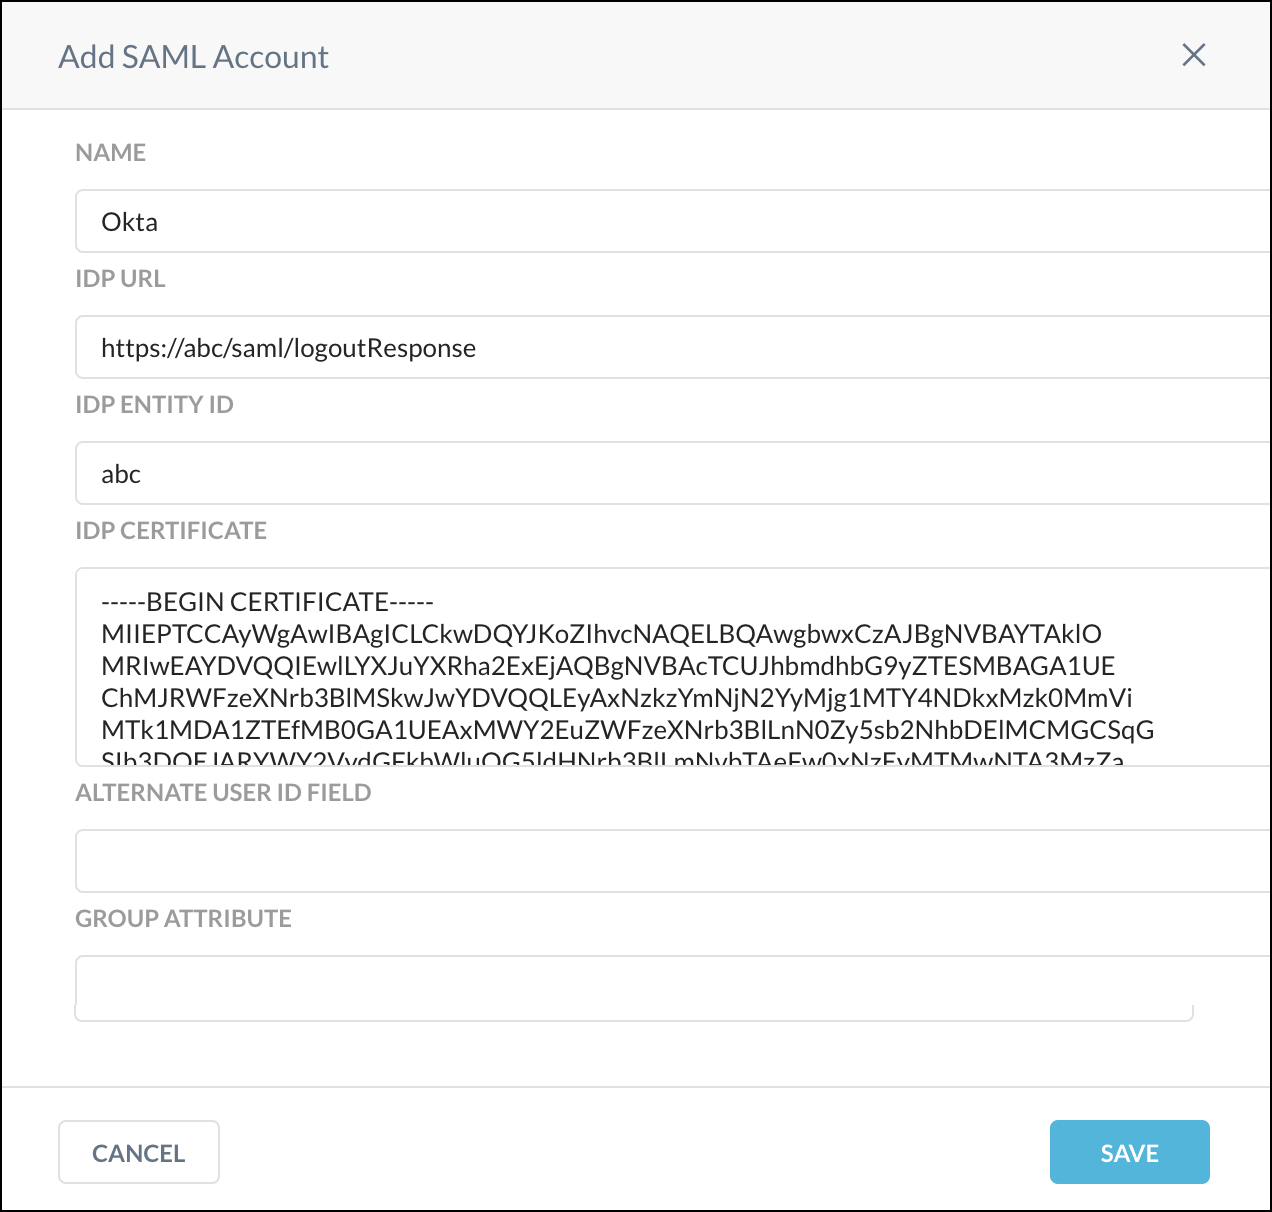 Add SAML Account
NAME
Okta
IDP URL
https://abc/saml/logoutResponse
IDP ENTITY ID
abc
IDP CERTIFICATE
-----BEGIN CERTIFICATE-----
MIIEPTCCAyWgAwIBAgICLCkwDQYJKoZIhvcNAQELBQAwgbwxCzAJBgNVBAYTAklO
MRIwEAYDVQQIEwlLYXJuYXRha2ExEjAQBgNVBAcTCUJhbmdhbG9yZTESMBAGA1UE
ChMJRWFzeXNrb3BlMSkwJwYDVQQLEyAxNzkzYmNjN2YyMjg1MTY4NDkxMzk0MmVi
MTk1MDA1ZTEfMB0GA1UEAxMWY2EuZWFzeXNrb3BlLnN0Zy5sb2NhbDElMCMGCSqG
ALTERNATE USER ID FIELD
GROUP ATTRIBUTE
CANCEL
SAVE